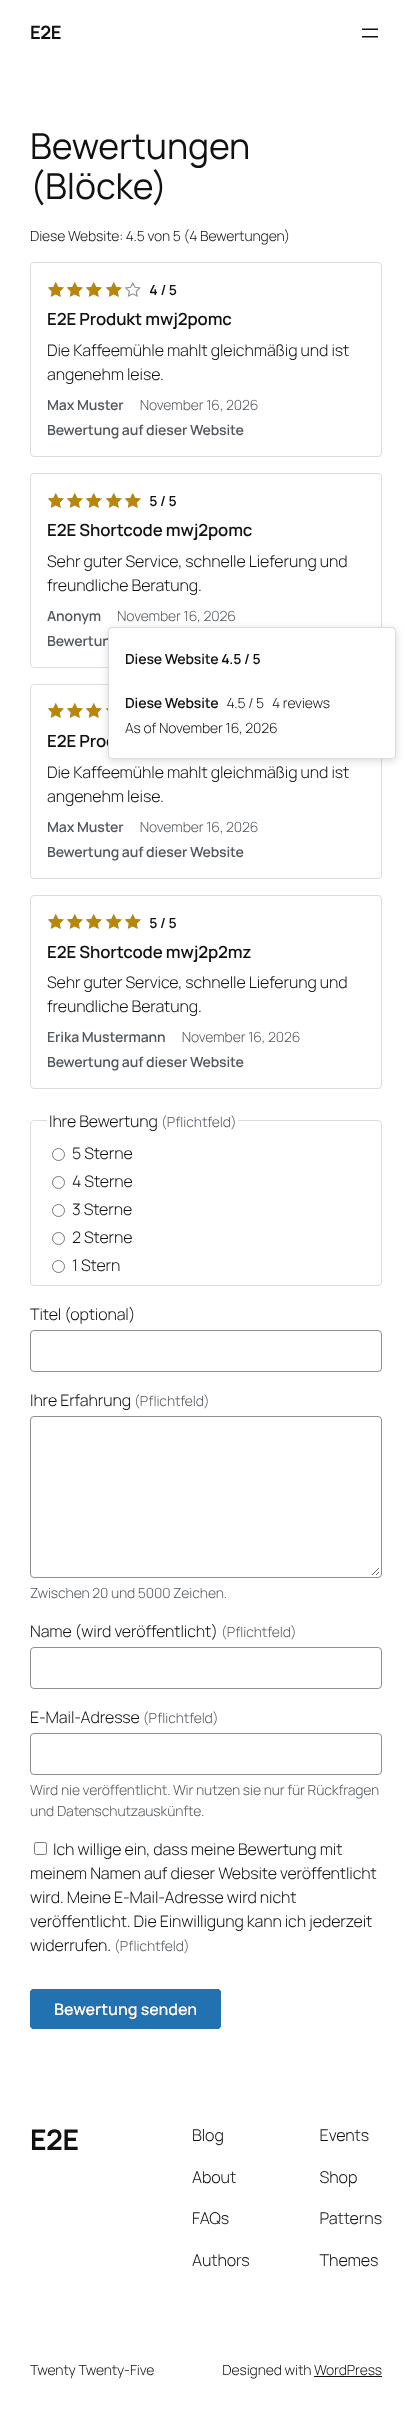 E2E
Bewertungen
(Blöcke)
Diese Website: 4.5 von 5 (4 Bewertungen)
4 / 5
E2E Produkt mwj2pomc
Die Kaffeemühle mahlt gleichmäßig und ist
angenehm leise.
Max Muster November 16, 2026
Bewertung auf dieser Website
5 / 5
E2E Shortcode mwj2pomc
Sehr guter Service, schnelle Lieferung und
freundliche Beratung.
Anonym November 16, 2026
Diese Website 4.5 / 5
Diese Website 4.5 / 5 4 reviews
As of November 16, 2026
Die Kaffeemühle mahlt gleichmäßig und ist
angenehm leise.
Max Muster November 16, 2026
Bewertung auf dieser Website
5 / 5
E2E Shortcode mwj2p2mz
Sehr guter Service, schnelle Lieferung und
freundliche Beratung.
Erika Mustermann November 16, 2026
Bewertung auf dieser Website
Ihre Bewertung (Pflichtfeld)
5 Sterne
4 Sterne
3 Sterne
2 Sterne
1 Stern
Titel (optional)
Ihre Erfahrung (Pflichtfeld)
Zwischen 20 und 5000 Zeichen.
Name (wird veröffentlicht) (Pflichtfeld)
E-Mail-Adresse (Pflichtfeld)
Wird nie veröffentlicht. Wir nutzen sie nur für Rückfragen
und Datenschutzauskünfte.
Ich willige ein, dass meine Bewertung mit
meinem Namen auf dieser Website veröffentlicht
wird. Meine E-Mail-Adresse wird nicht
veröffentlicht. Die Einwilligung kann ich jederzeit
widerrufen. (Pflichtfeld)
Bewertung senden
E2E
Blog
About
FAQs
Authors
Events
Shop
Patterns
Themes
Twenty Twenty-Five
Designed with WordPress